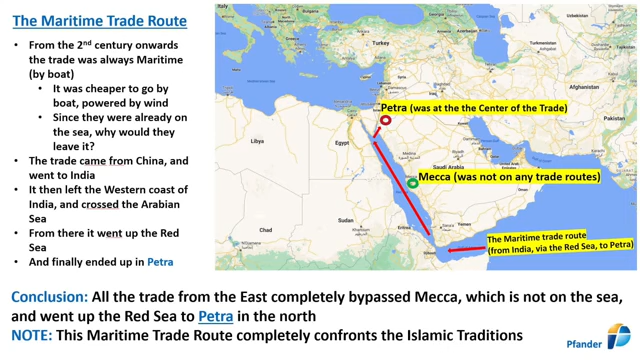 The Maritime Trade Route
• From the 2nd century onwards
the trade was always Maritime
(by boat)
• It was cheaper to go by
boat, powered by wind
• Since they were already on
the sea, why would they
leave it?
• The trade came from China, and
went to India
• It then left the Western coast of
India, and crossed the Arabian
Sea
• From there it went up the Red
Sea
• And finally ended up in Petra
Turkey
Uzbekistan
Turkmenistan
Afghanistan
Pakistan
Petra (was at the the Center of the Trade)
Libya
Egypt
Saudi Arabia
Mecca (was not on any trade routes)
Chad
Sudan
Eritrea
Yemen
The Maritime trade route
(from India, via the Red Sea, to Petra)
Conclusion: All the trade from the East completely bypassed Mecca, which is not on the sea,
and went up the Red Sea to Petra in the north
NOTE: This Maritime Trade Route completely confronts the Islamic Traditions
Pfander